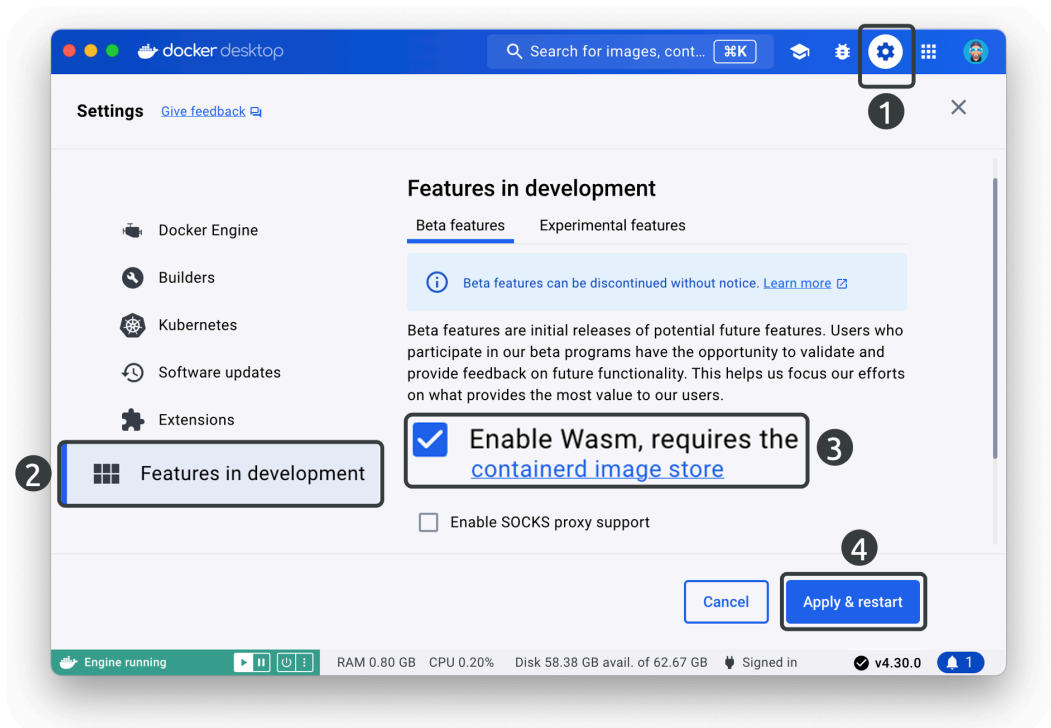 docker desktop
Search for images, cont... ⌘K
1
Settings Give feedback
Features in development
Beta features Experimental features
Docker Engine
Builders
Kubernetes
Software updates
Extensions
2
Features in development
Beta features can be discontinued without notice. Learn more
Beta features are initial releases of potential future features. Users who
participate in our beta programs have the opportunity to validate and
provide feedback on future functionality. This helps us focus our efforts
on what provides the most value to our users.
Enable Wasm, requires the
containerd image store
3
Enable SOCKS proxy support
4
Cancel Apply & restart
Engine running RAM 0.80 GB CPU 0.20% Disk 58.38 GB avail. of 62.67 GB Signed in v4.30.0 1